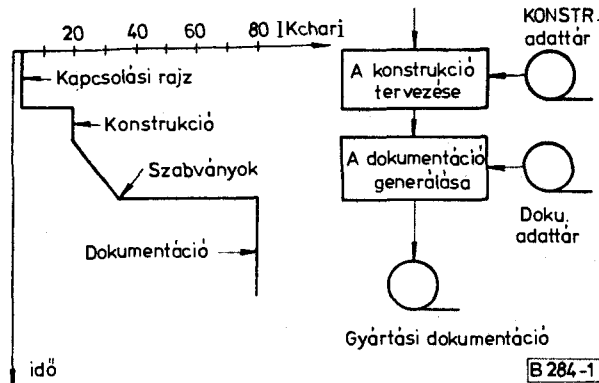 20 40 60 80 [Kchar]
Kapcsolási rajz
Konstrukció
Szabványok
Dokumentáció
idő
KONSTR.
adattár
A konstrukció
tervezése
A dokumentáció
generálása
Doku.
adattár
Gyártási dokumentáció
B 284-1